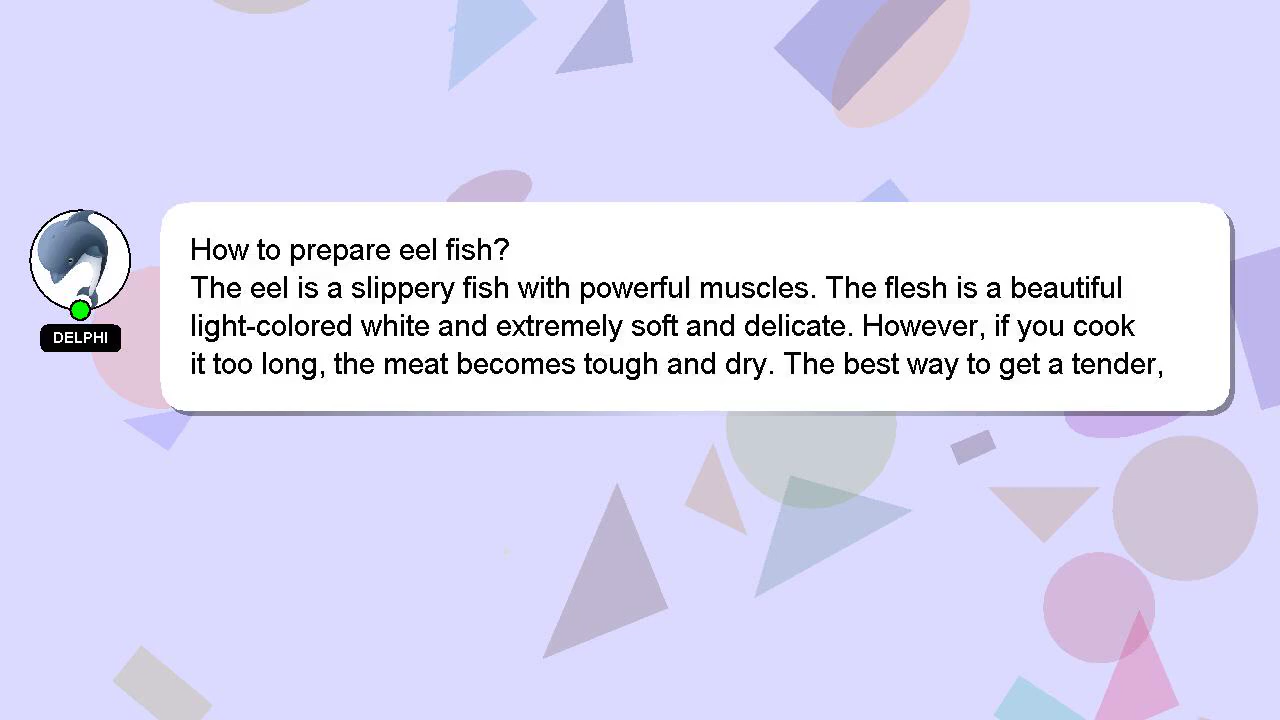 How to prepare eel fish?
The eel is a slippery fish with powerful muscles. The flesh is a beautiful
light-colored white and extremely soft and delicate. However, if you cook
it too long, the meat becomes tough and dry. The best way to get a tender,
DELPHI